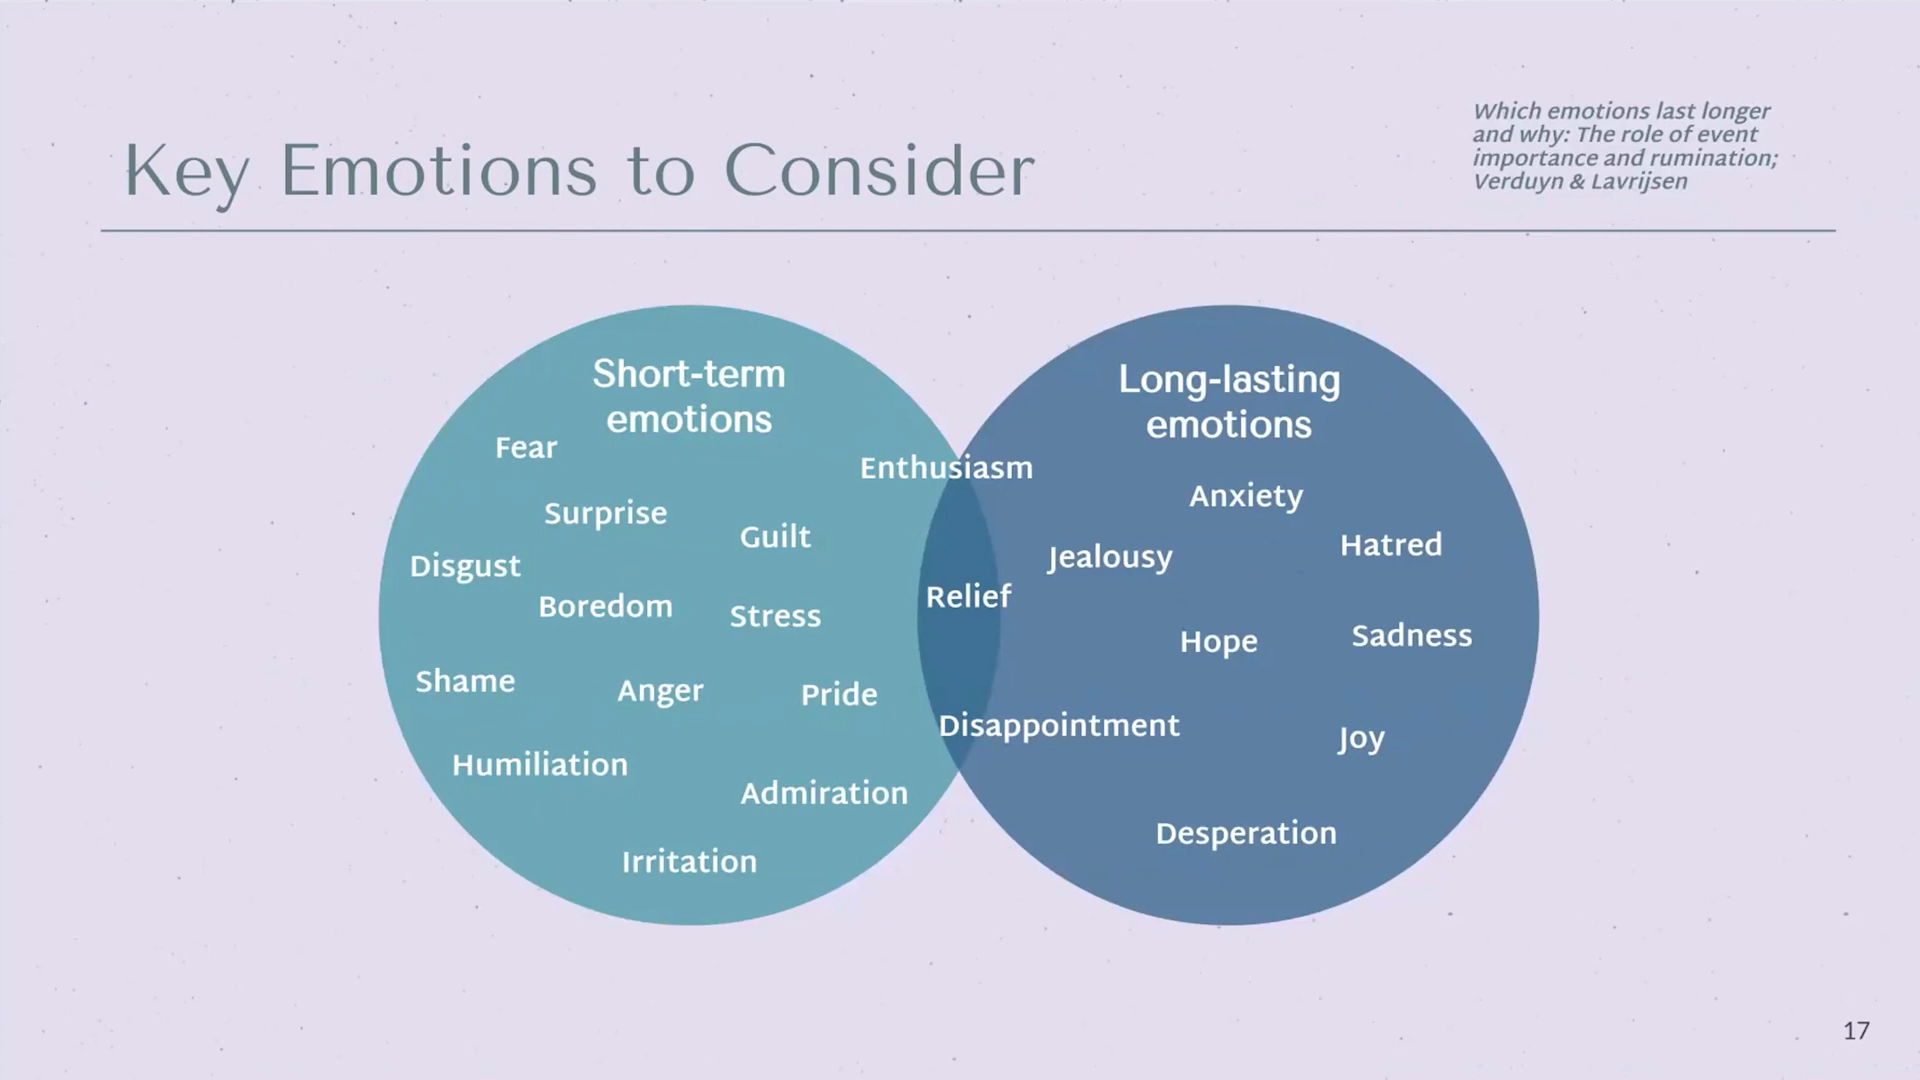 Key Emotions to Consider
Which emotions last longer
and why: The role of event
importance and rumination;
Verduyn & Lavrijsen
Short-term
emotions
Fear
Surprise
Guilt
Disgust
Boredom
Stress
Shame
Anger
Pride
Humiliation
Admiration
Irritation
Enthusiasm
Relief
Disappointment
Long-lasting
emotions
Anxiety
Hatred
Jealousy
Hope
Sadness
Joy
Desperation
17